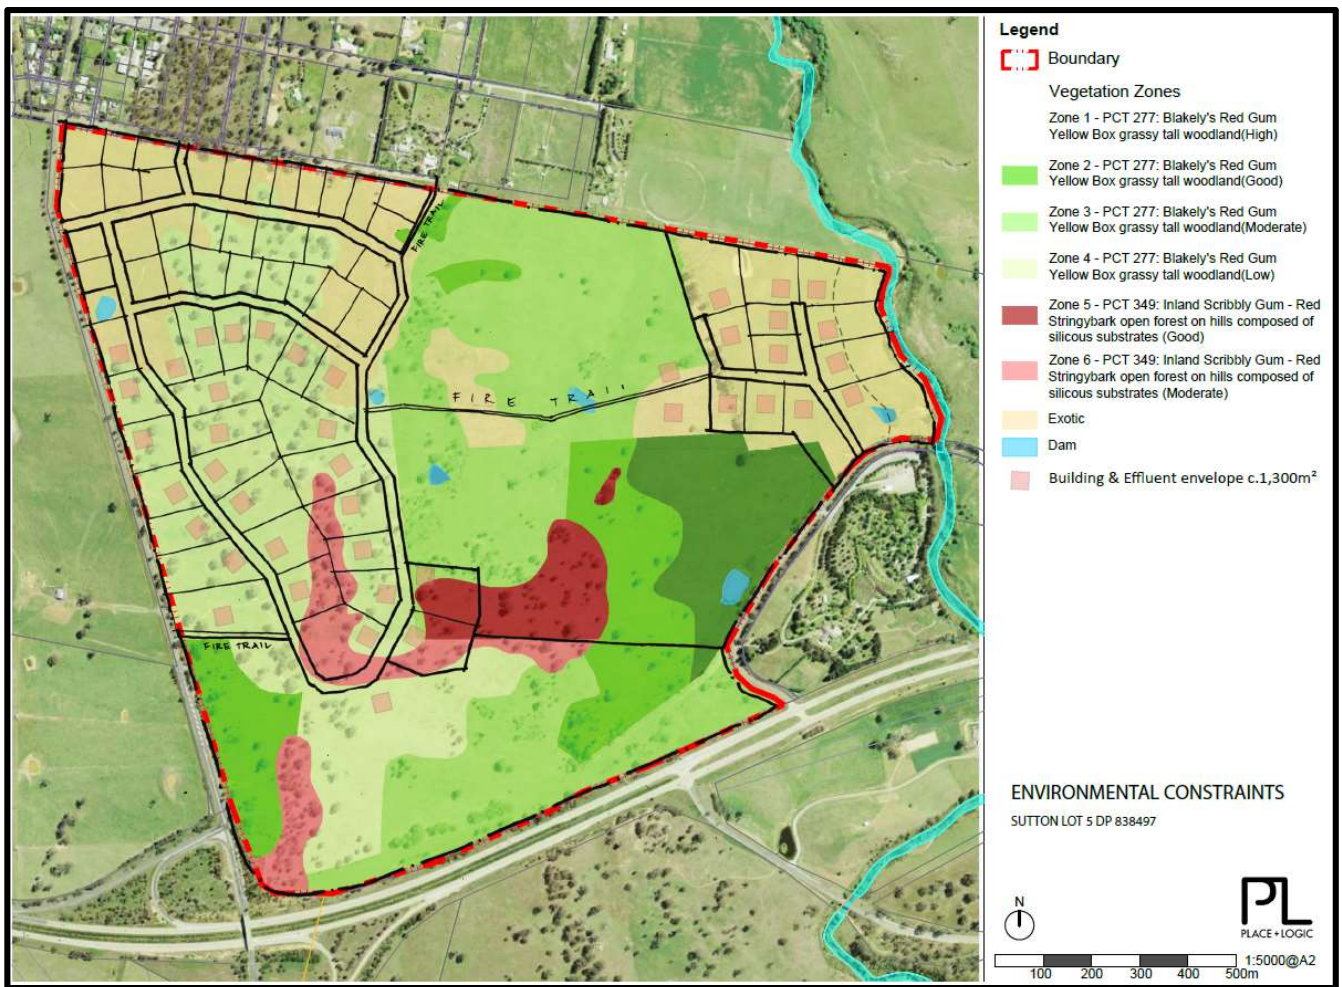 FIRE TRAIL
FIRE TRAIL
FIRE TRAIL
Legend
Boundary
Vegetation Zones
Zone 1 - PCT 277: Blakely's Red Gum
Yellow Box grassy tall woodland(High)
Zone 2 - PCT 277: Blakely's Red Gum
Yellow Box grassy tall woodland(Good)
Zone 3 - PCT 277: Blakely's Red Gum
Yellow Box grassy tall woodland(Moderate)
Zone 4 - PCT 277: Blakely's Red Gum
Yellow Box grassy tall woodland(Low)
Zone 5 - PCT 349: Inland Scribbly Gum - Red
Stringybark open forest on hills composed of
silicous substrates (Good)
Zone 6 - PCT 349: Inland Scribbly Gum - Red
Stringybark open forest on hills composed of
silicous substrates (Moderate)
Exotic
Dam
Building & Effluent envelope c.1,300m²
ENVIRONMENTAL CONSTRAINTS
SUTTON LOT 5 DP 838497
N
PL
PLACE+LOGIC
1:5000@A2
100 200 300 400 500m